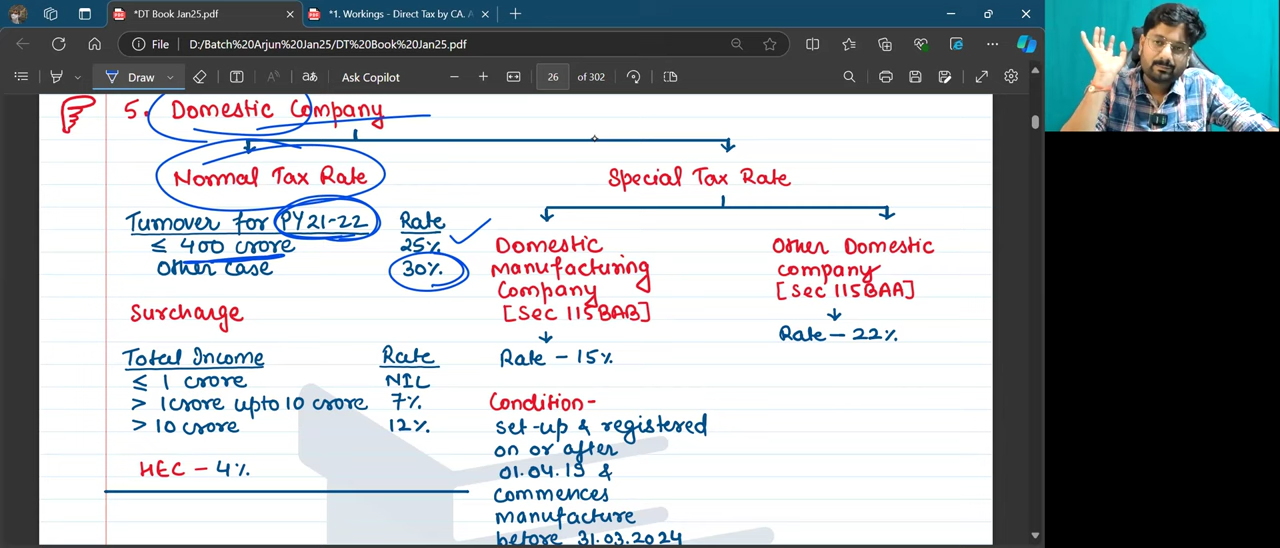 *DT Book Jan25.pdf
*1. Workings - Direct Tax by CA. A
File
D:/Batch%20Arjun%20Jan25/DT%20Book%20Jan25.pdf
Draw
Ask Copilot
26 of 302
5. Domestic Company
Normal Tax Rate
Turnover for PY21-22 Rate
≤ 400 crore 25%
Other case 30%
Surcharge
Total Income Rate
≤ 1 crore NIL
> 1crore upto 10 crore 7%
> 10 crore 12%
HEC - 4%
Special Tax Rate
Domestic
manufacturing
Company
[Sec 115BAB]
Rate - 15%
Condition-
set-up & registered
on or after
01.04.19 &
commences
manufacture
before 31.03.2024
Other Domestic
company
[Sec 115BAA]
Rate - 22%